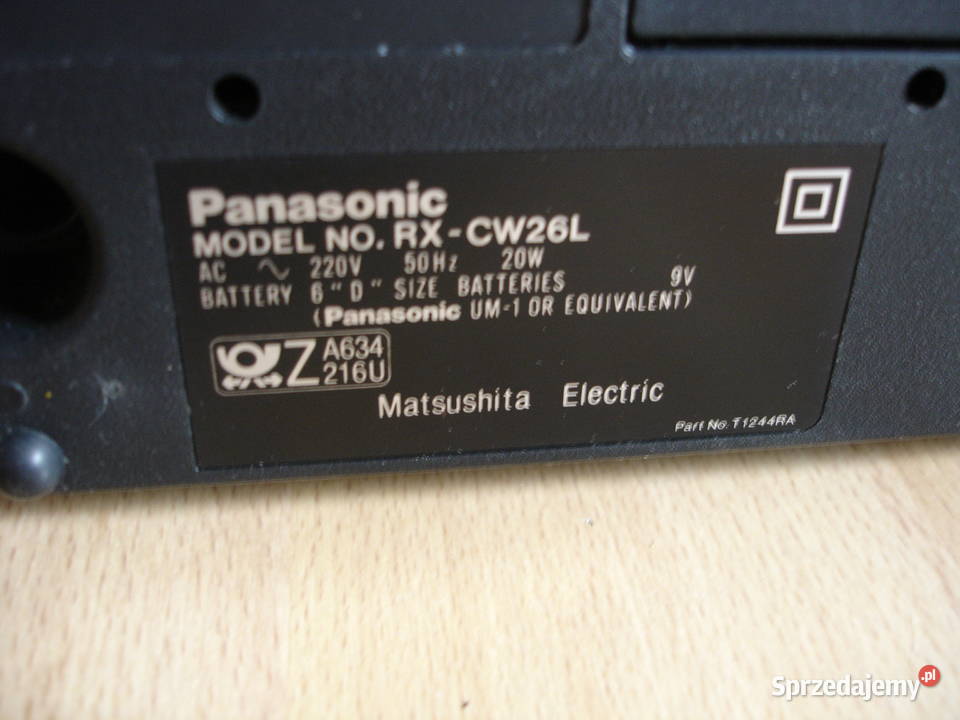 Panasonic
MODEL NO. RX-CW26L
AC ~ 220V 50Hz 20W
BATTERY 6 "D" SIZE BATTERIES 9V
(Panasonic UM-1 OR EQUIVALENT)
Z A634
216U
Matsushita Electric
Part No. T1244RA
Sprzedajemy.pl